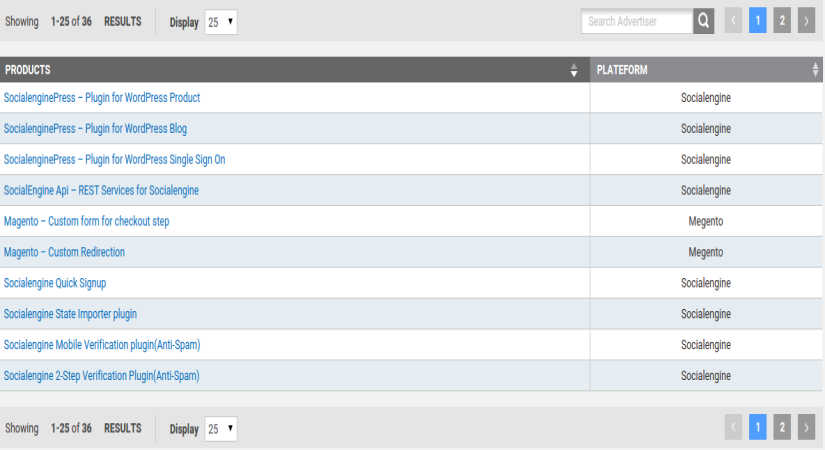 Showing 1-25 of 36 RESULTS Display 25 Search Advertiser 1 2
PRODUCTS PLATEFORM
SocialenginePress – Plugin for WordPress Product Socialengine
SocialenginePress – Plugin for WordPress Blog Socialengine
SocialenginePress – Plugin for WordPress Single Sign On Socialengine
SocialEngine Api – REST Services for Socialengine Socialengine
Magento – Custom form for checkout step Megento
Magento – Custom Redirection Megento
Socialengine Quick Signup Socialengine
Socialengine State Importer plugin Socialengine
Socialengine Mobile Verification plugin(Anti-Spam) Socialengine
Socialengine 2-Step Verification Plugin(Anti-Spam) Socialengine
Showing 1-25 of 36 RESULTS Display 25 1 2